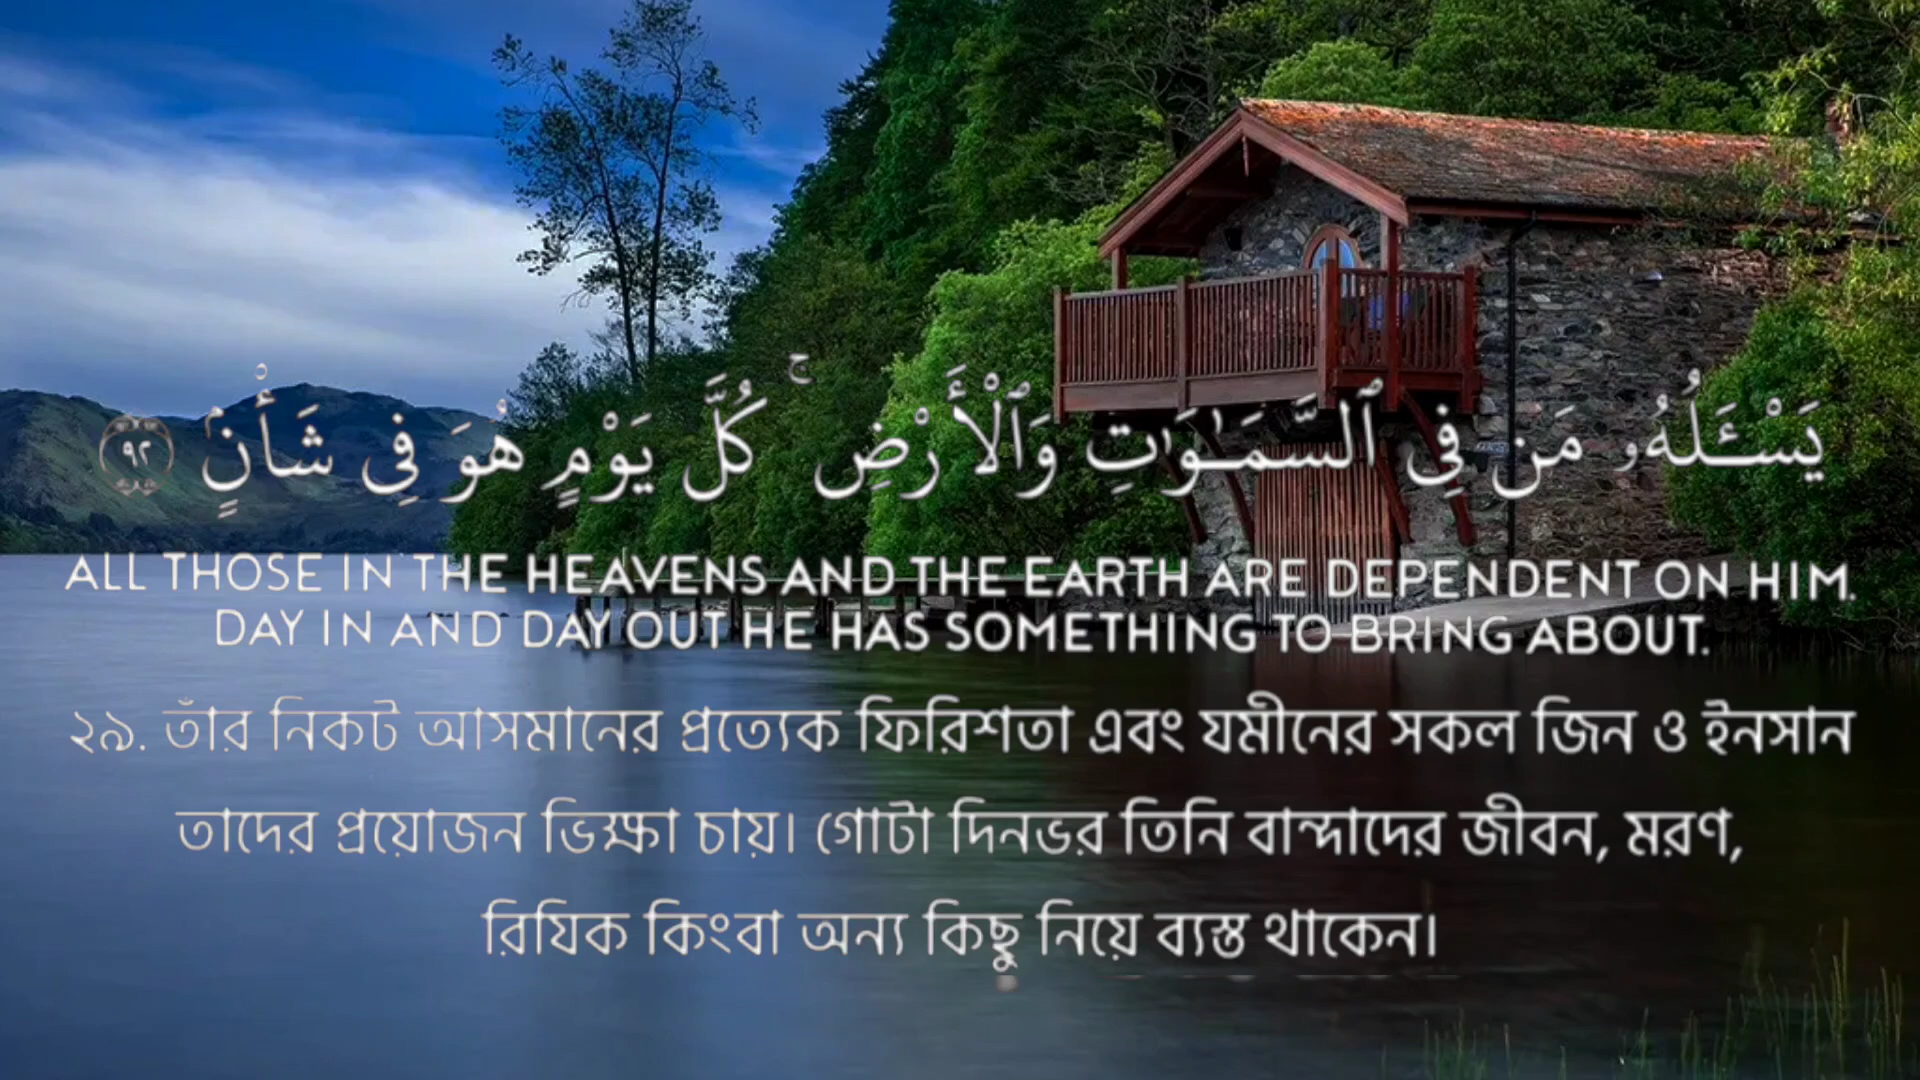 يَسْـَٔلُهُۥ مَن فِى ٱلسَّمَـٰوَٰتِ وَٱلْأَرْضِ ۚ كُلَّ يَوْمٍ هُوَ فِى شَأْنٍ ٩٢
ALL THOSE IN THE HEAVENS AND THE EARTH ARE DEPENDENT ON HIM.
DAY IN AND DAY OUT HE HAS SOMETHING TO BRING ABOUT.
২৯. তাঁর নিকট আসমানের প্রত্যেক ফিরিশতা এবং যমীনের সকল জিন ও ইনসান
তাদের প্রয়োজন ভিক্ষা চায়। গোটা দিনভর তিনি বান্দাদের জীবন, মরণ,
রিযিক কিংবা অন্য কিছু নিয়ে ব্যস্ত থাকেন।